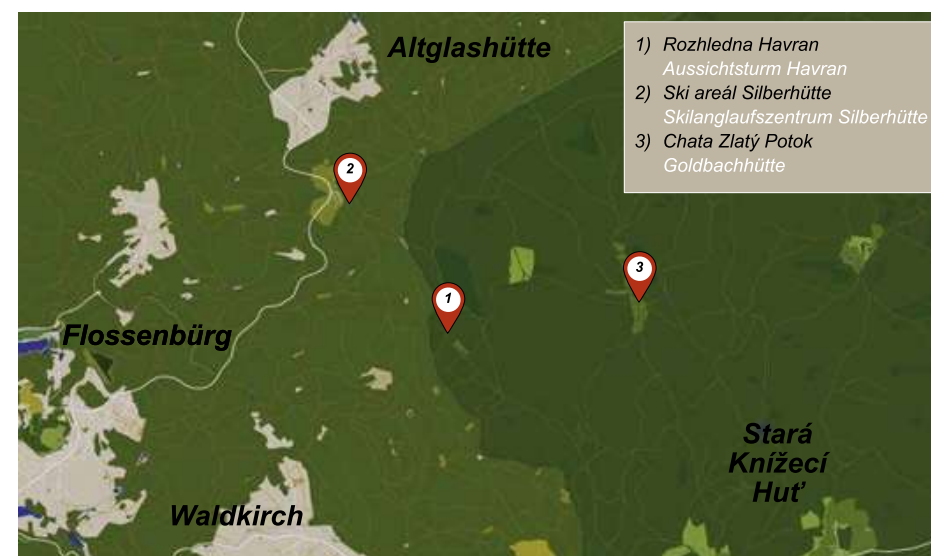 Altglashütte
1) Rozhledna Havran
Aussichtsturm Havran
2) Ski areál Silberhütte
Skilanglaufszentrum Silberhütte
3) Chata Zlatý Potok
Goldbachhütte
2
3
1
Flossenbürg
Stará
Knížecí
Huť
Waldkirch